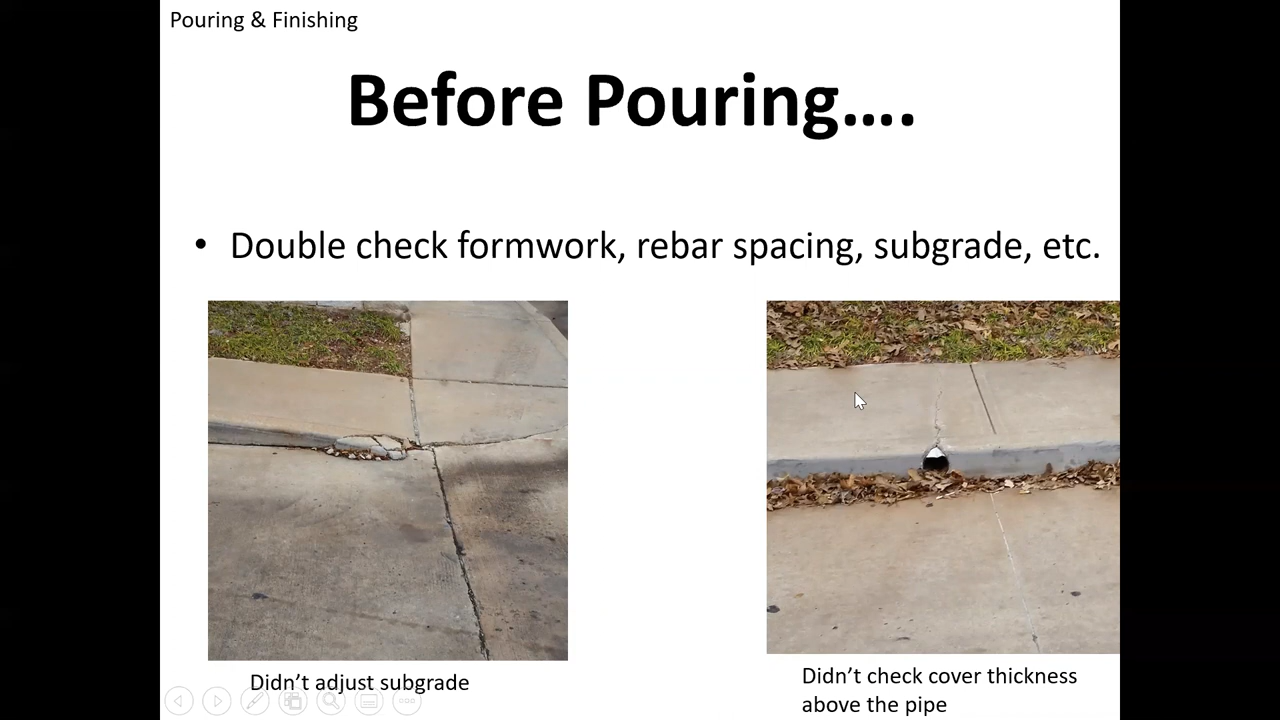 Pouring & Finishing
Before Pouring....
• Double check formwork, rebar spacing, subgrade, etc.
Didn't adjust subgrade
Didn't check cover thickness
above the pipe